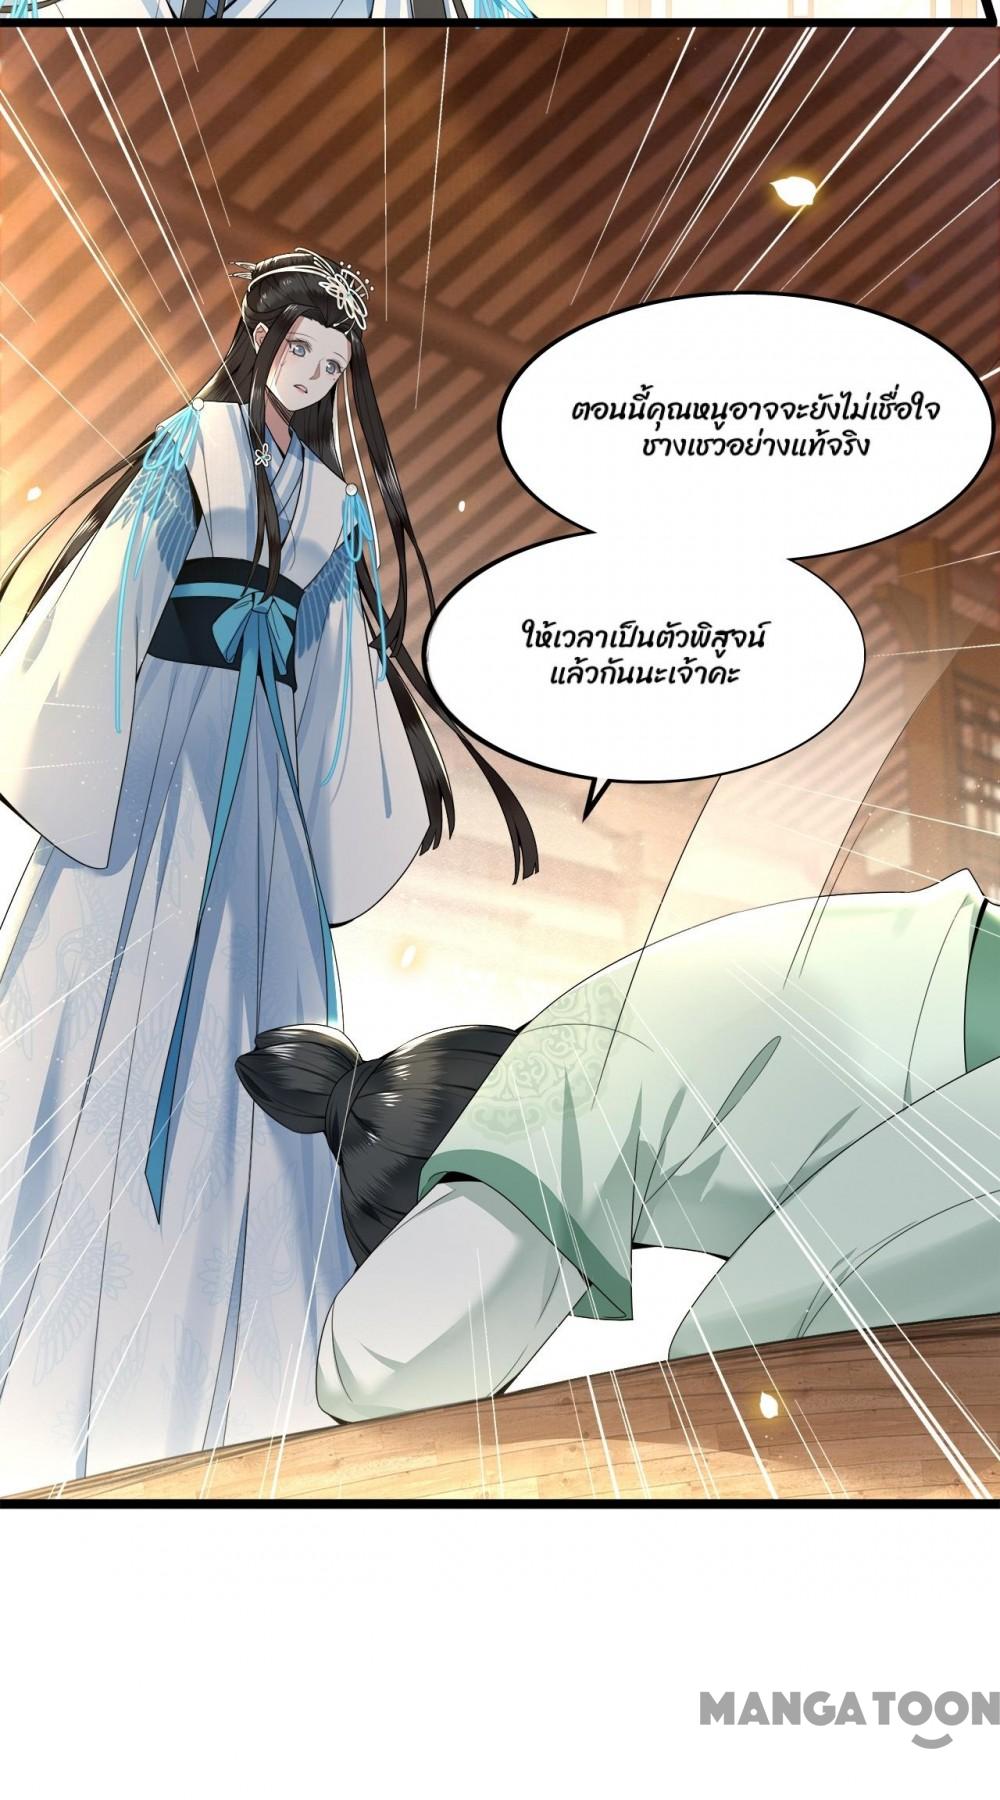 ตอนนี้คุณหนูอาจจะยังไม่เชื่อใจ
ชางเซวอย่างแท้จริง
ให้เวลาเป็นตัวพิสูจน์
แล้วกันนะเจ้าคะ
MANGATOON